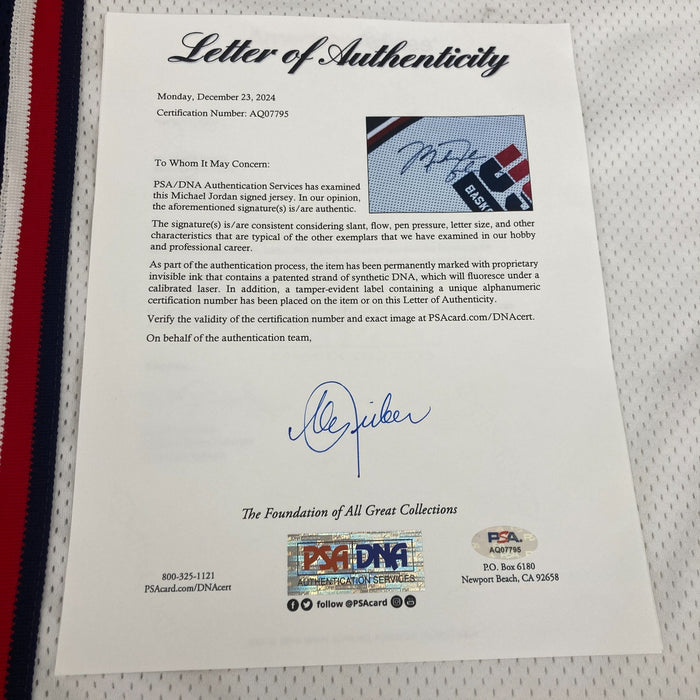 Letter of Authenticity
Monday, December 23, 2024
Certification Number: AQ07795
To Whom It May Concern:
PSA/DNA Authentication Services has examined
this Michael Jordan signed jersey. In our opinion,
the aforementioned signature(s) is/are authentic.
BASK
The signature(s) is/are consistent considering slant, flow, pen pressure, letter size, and other
characteristics that are typical of the other exemplars that we have examined in our hobby
and professional career.
As part of the authentication process, the item has been permanently marked with proprietary
invisible ink that contains a patented strand of synthetic DNA, which will fluoresce under a
calibrated laser. In addition, a tamper-evident label containing a unique alphanumeric
certification number has been placed on the item or on this Letter of Authenticity.
Verify the validity of the certification number and exact image at PSAcard.com/DNAcert.
On behalf of the authentication team,
The Foundation of All Great Collections
PSA DNA
AUTHENTICATION SERVICES
follow @PSAcard
800-325-1121
PSAcard.com/DNAcert
PSA
AQ07795
P.O. Box 6180
Newport Beach, CA 92658